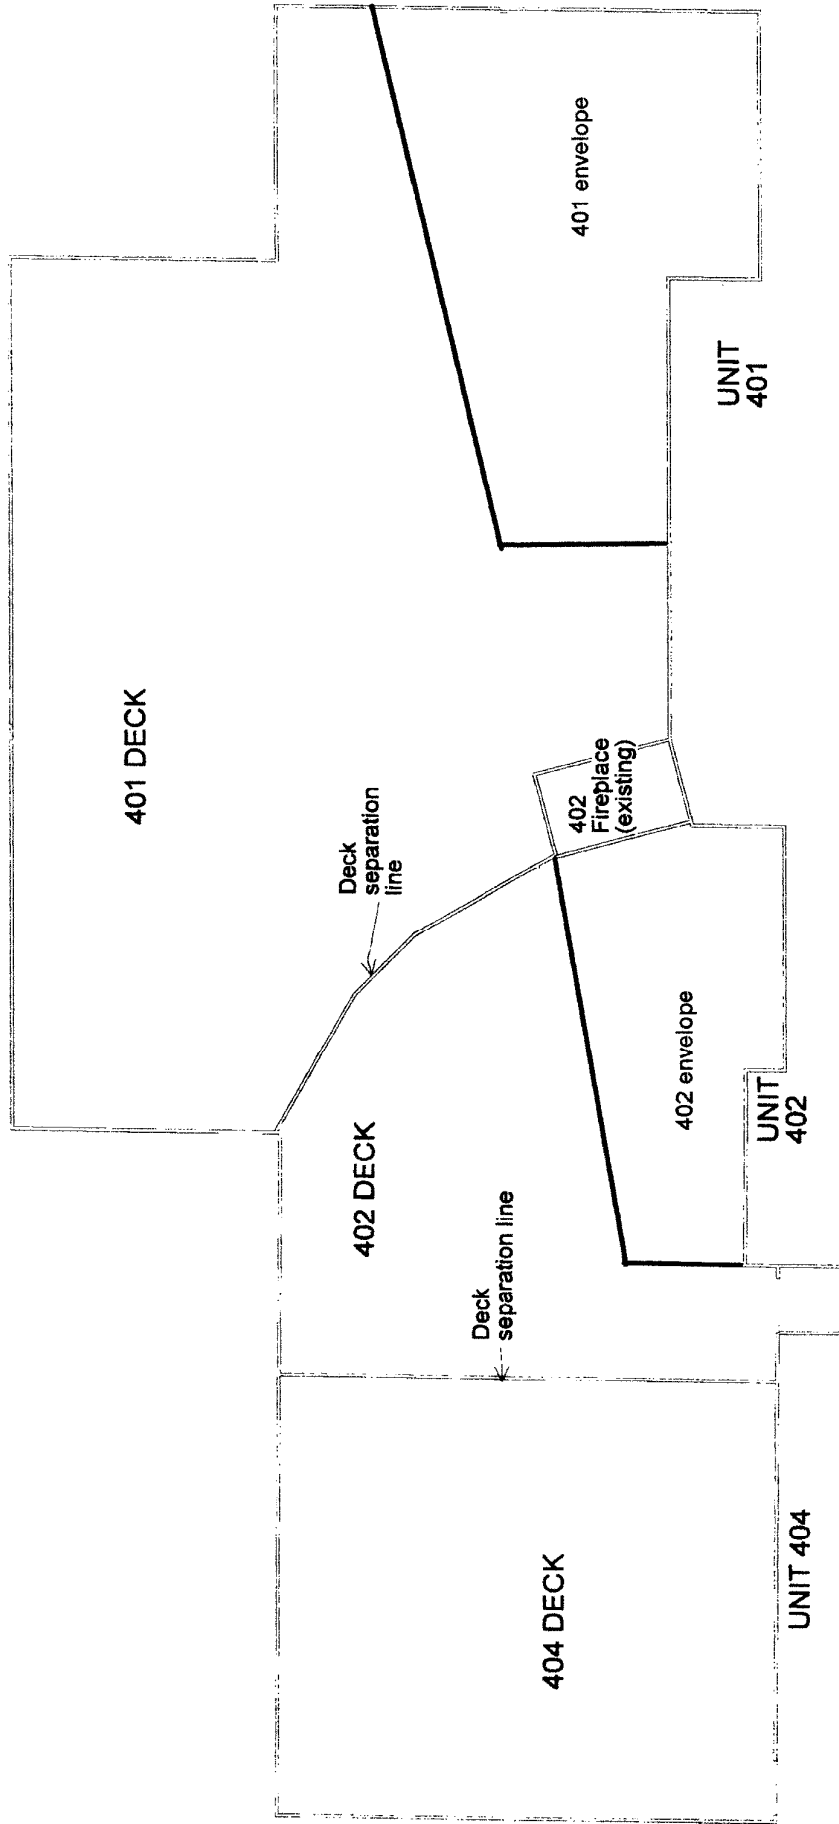 401 DECK
401 envelope
UNIT
401
Deck
separation
line
402
Fireplace
(existing)
402 DECK
402 envelope
UNIT
402
Deck
separation line
404 DECK
UNIT 404